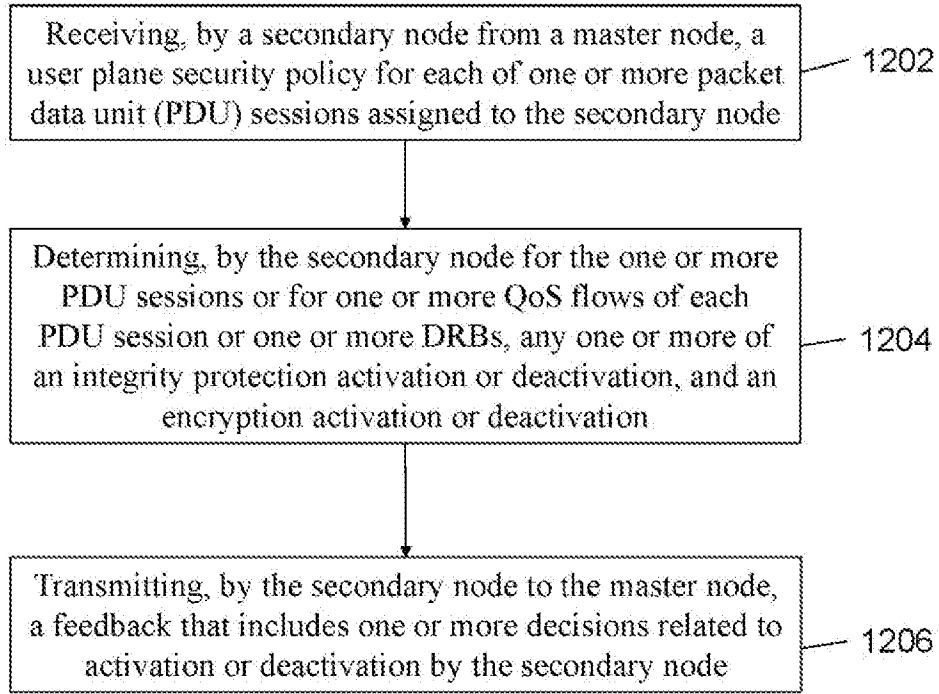 Receiving, by a secondary node from a master node, a
user plane security policy for each of one or more packet
data unit (PDU) sessions assigned to the secondary node
1202
Determining, by the secondary node for the one or more
PDU sessions or for one or more QoS flows of each
PDU session or one or more DRBs, any one or more of
an integrity protection activation or deactivation, and an
encryption activation or deactivation
1204
Transmitting, by the secondary node to the master node,
a feedback that includes one or more decisions related to
activation or deactivation by the secondary node
1206